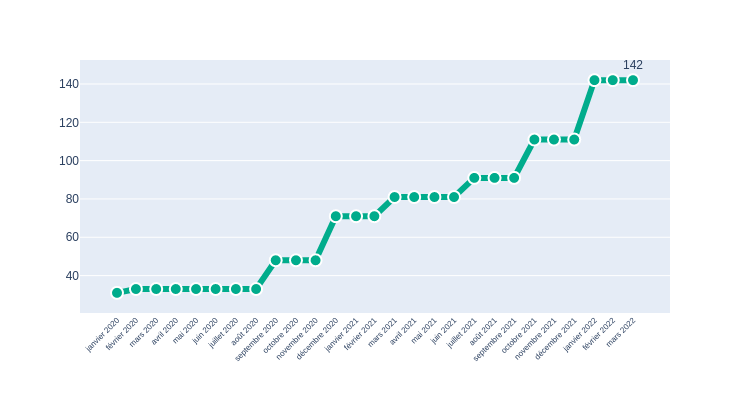 142
140
120
100
80
60
40
janvier 2020
février 2020
mars 2020
avril 2020
mai 2020
juin 2020
juillet 2020
août 2020
septembre 2020
octobre 2020
novembre 2020
décembre 2020
janvier 2021
février 2021
mars 2021
avril 2021
mai 2021
juin 2021
juillet 2021
août 2021
septembre 2021
octobre 2021
novembre 2021
décembre 2021
janvier 2022
février 2022
mars 2022